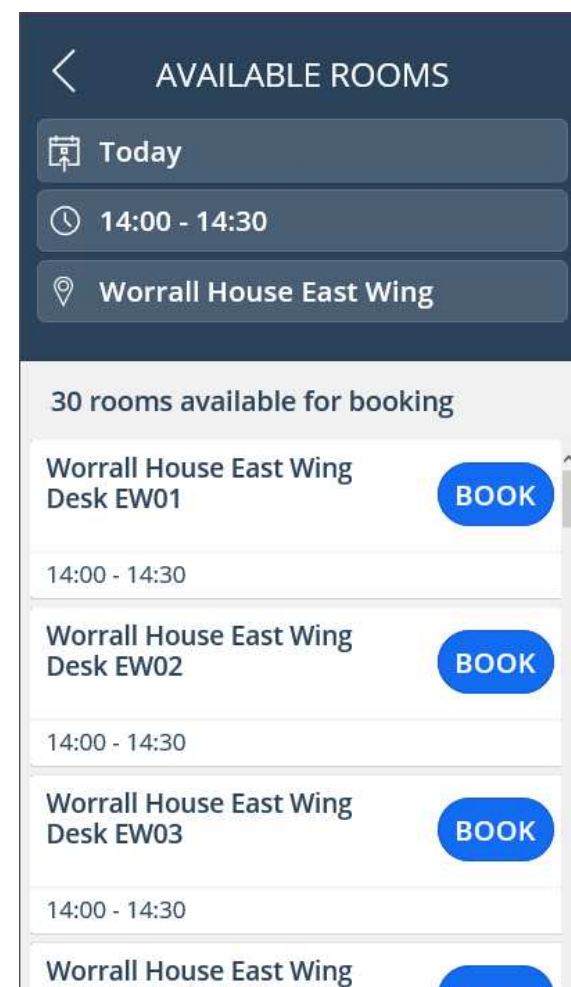 AVAILABLE ROOMS
Today
14:00 - 14:30
Worrall House East Wing
30 rooms available for booking
Worrall House East Wing
Desk EW01
BOOK
14:00 - 14:30
Worrall House East Wing
Desk EW02
BOOK
14:00 - 14:30
Worrall House East Wing
Desk EW03
BOOK
14:00 - 14:30
Worrall House East Wing